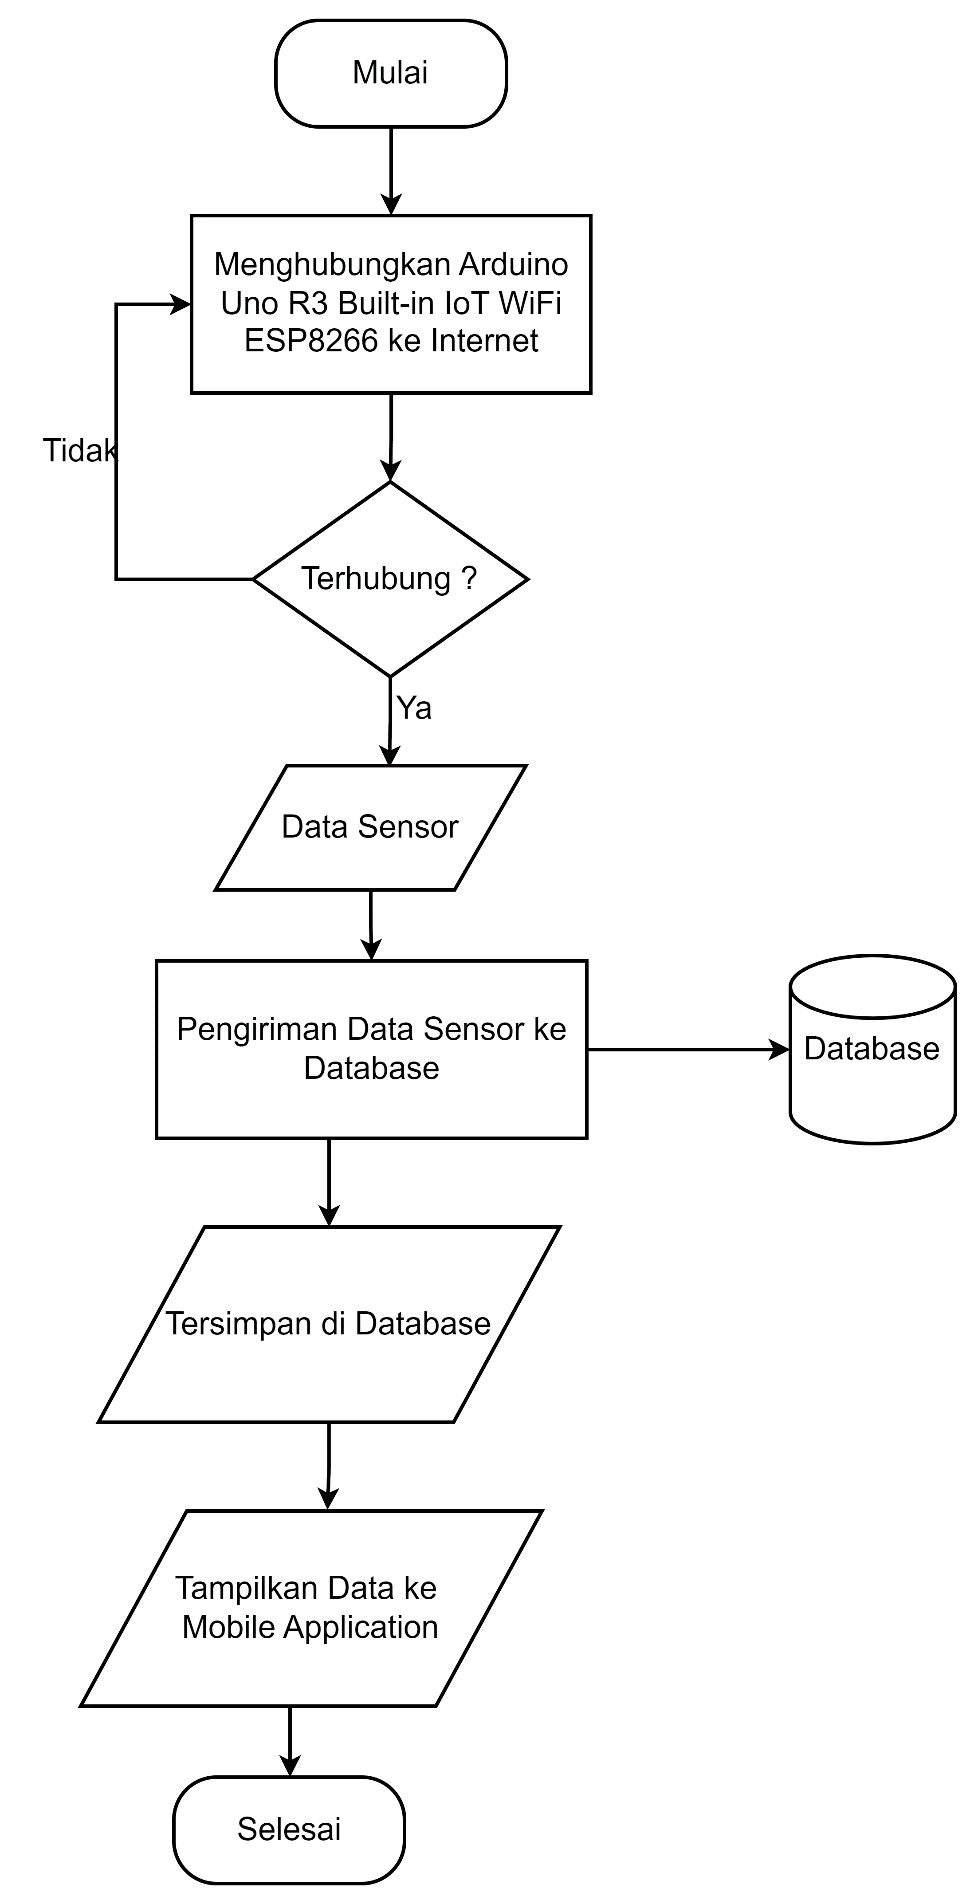 Mulai
Menghubungkan Arduino
Uno R3 Built-in IoT WiFi
ESP8266 ke Internet
Tidak
Terhubung ?
Ya
Data Sensor
Pengiriman Data Sensor ke
Database
Database
Tersimpan di Database
Tampilkan Data ke
Mobile Application
Selesai